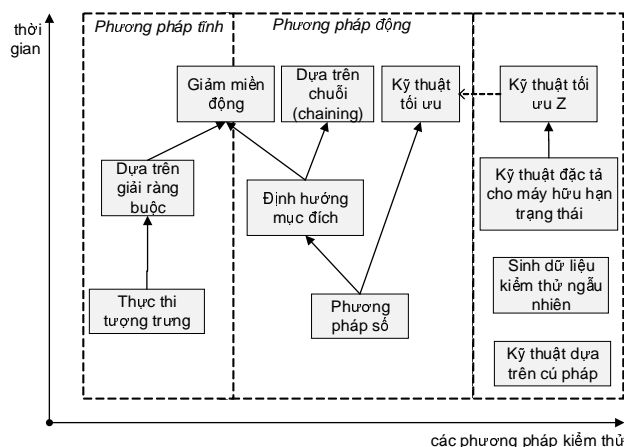 thời
gian
Phương pháp tĩnh
Phương pháp động
Giảm miền
động
Dựa trên
chuỗi
(chaining)
Kỹ thuật
tối ưu
Kỹ thuật tối
ưu Z
Dựa trên
giải ràng
buộc
Định hướng
mục đích
Kỹ thuật đặc tả
cho máy hữu hạn
trạng thái
Thực thi
tượng trưng
Phương
pháp số
Sinh dữ liệu
kiểm thử ngẫu
nhiên
Kỹ thuật dựa
trên cú pháp
các phương pháp kiểm thử